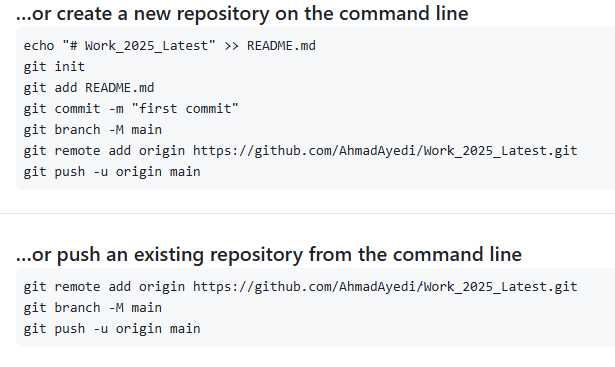 ...or create a new repository on the command line
echo "# Work_2025_Latest" >> README.md
git init
git add README.md
git commit -m "first commit"
git branch -M main
git remote add origin https://github.com/AhmadAyedi/Work_2025_Latest.git
git push -u origin main
...or push an existing repository from the command line
git remote add origin https://github.com/AhmadAyedi/Work_2025_Latest.git
git branch -M main
git push -u origin main